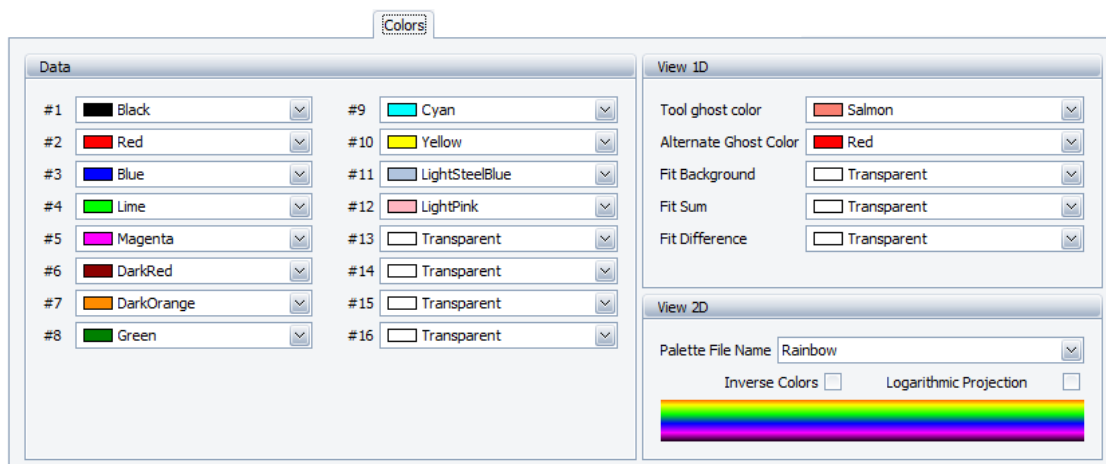 Colors
Data
#1 Black
#2 Red
#3 Blue
#4 Lime
#5 Magenta
#6 DarkRed
#7 DarkOrange
#8 Green
#9 Cyan
#10 Yellow
#11 LightSteelBlue
#12 LightPink
#13 Transparent
#14 Transparent
#15 Transparent
#16 Transparent
View 1D
Tool ghost color Salmon
Alternate Ghost Color Red
Fit Background Transparent
Fit Sum Transparent
Fit Difference Transparent
View 2D
Palette File Name Rainbow
Inverse Colors Logarithmic Projection